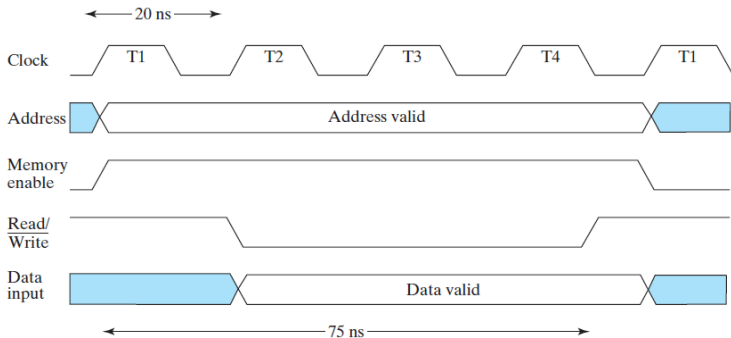 20 ns
Clock T1 T2 T3 T4 T1
Address Address valid
Memory
enable
Read/
Write
Data
input
Data valid
75 ns